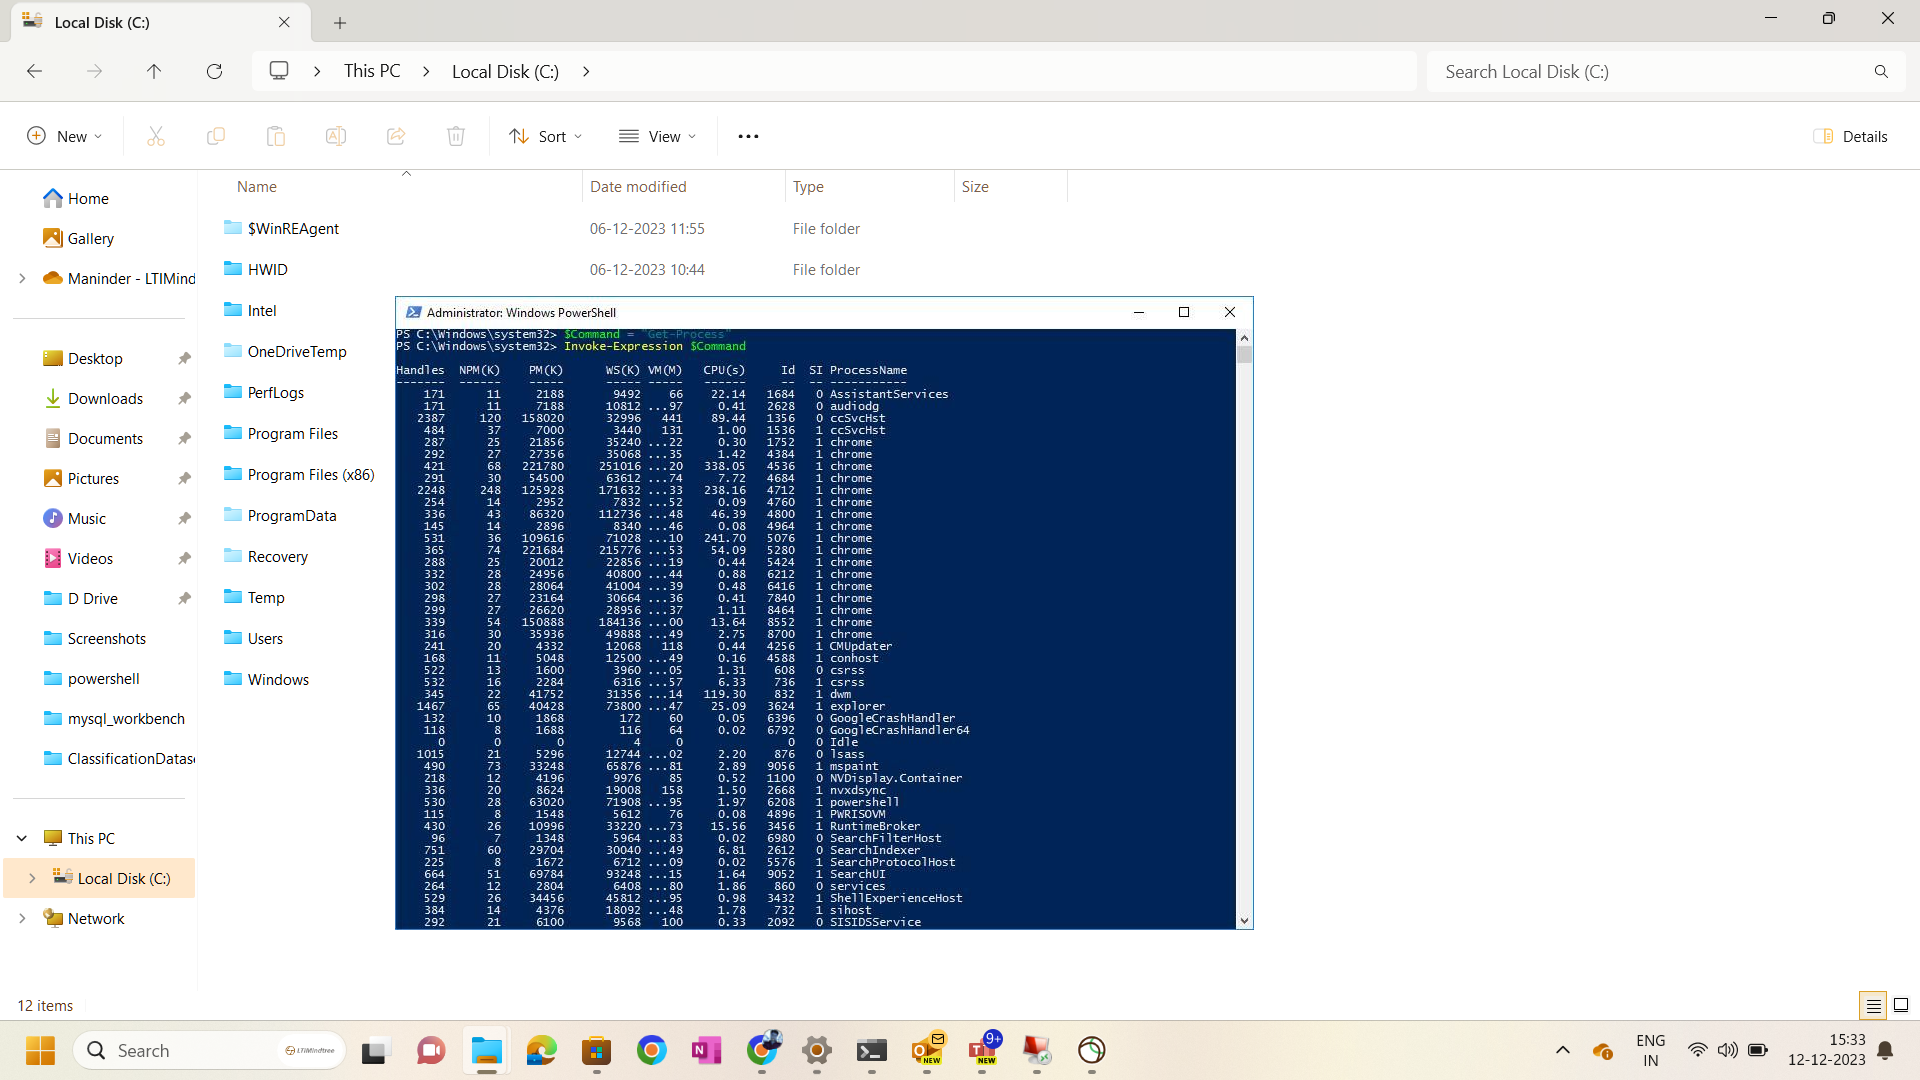 Local Disk (C:)
This PC
Local Disk (C:)
Search Local Disk (C:)
New
Sort
View
Details
Name
Date modified
Type
Size
Home
Gallery
Maninder - LTIMind
Desktop
Downloads
Documents
Pictures
Music
Videos
D Drive
Screenshots
powershell
mysql_workbench
ClassificationDatas
This PC
Local Disk (C:)
Network
$WinREAgent 06-12-2023 11:55 File folder
HWID 06-12-2023 10:44 File folder
Intel
OneDriveTemp
PerfLogs
Program Files
Program Files (x86)
ProgramData
Recovery
Temp
Users
Windows
Administrator: Windows PowerShell
PS C:\Windows\system32> $Command = "Get-Process"
PS C:\Windows\system32> Invoke-Expression $Command
Handles NPM(K) PM(K) WS(K) VM(M) CPU(s) Id SI ProcessName
------- ------ ----- ----- ----- ------ -- -- -----------
171 11 2188 9492 66 22.14 1684 0 AssistantServices
171 11 7188 10812 ...97 0.41 2628 0 audiodg
2387 120 158020 32996 441 89.44 1356 0 ccSvcHst
484 37 7000 3440 131 1.00 1536 1 ccSvcHst
287 25 21856 35240 ...22 0.30 1752 1 chrome
292 27 27356 35068 ...35 1.42 4384 1 chrome
421 68 221780 251016 ...20 338.05 4536 1 chrome
291 30 54500 63612 ...74 7.72 4684 1 chrome
2248 248 125928 171632 ...33 238.16 4712 1 chrome
254 14 2952 7832 ...52 0.09 4760 1 chrome
336 43 86320 112736 ...48 46.39 4800 1 chrome
145 14 2896 8340 ...46 0.08 4964 1 chrome
531 36 109616 71028 ...10 241.70 5076 1 chrome
365 74 221684 215776 ...53 54.09 5280 1 chrome
288 25 20012 22856 ...19 0.44 5424 1 chrome
332 28 24956 40800 ...44 0.88 6212 1 chrome
302 28 28064 41004 ...39 0.48 6416 1 chrome
298 27 23164 30664 ...36 0.41 7840 1 chrome
299 27 26620 28956 ...37 1.11 8464 1 chrome
339 54 150888 184136 ...00 13.64 8552 1 chrome
316 30 35936 49888 ...49 2.75 8700 1 chrome
241 20 4332 12068 118 0.44 4256 1 CMUpdater
168 11 5048 12500 ...49 0.16 4588 1 conhost
522 13 1600 3960 ...05 1.31 608 0 csrss
532 16 2284 6316 ...57 6.33 736 1 csrss
345 22 41752 31356 ...14 119.30 832 1 dwm
1467 65 40428 73800 ...47 25.09 3624 1 explorer
132 10 1868 172 60 0.05 6396 0 GoogleCrashHandler
118 8 1688 116 64 0.02 6792 0 GoogleCrashHandler64
0 0 0 4 0 0 0 Idle
1015 21 5296 12744 ...02 2.20 876 0 lsass
490 73 33248 65876 ...81 2.89 9056 1 mspaint
218 12 4196 9976 85 0.52 1100 0 NVDisplay.Container
336 20 8624 19008 158 1.50 2668 1 nvxdsync
530 28 63020 71908 ...95 1.97 6208 1 powershell
115 8 1548 5612 76 0.08 4896 1 PWRISOVM
430 26 10996 33220 ...73 15.56 3456 1 RuntimeBroker
96 7 1348 5964 ...83 0.02 6980 0 SearchFilterHost
751 60 29704 30040 ...49 6.81 2612 0 SearchIndexer
225 8 1672 6712 ...09 0.02 5576 1 SearchProtocolHost
664 51 69784 93248 ...15 1.64 9052 1 SearchUI
264 12 2804 6408 ...80 1.86 860 0 services
529 26 34456 45812 ...95 0.98 3432 1 ShellExperienceHost
384 14 4376 18092 ...48 1.78 732 1 sihost
292 21 6100 9568 100 0.33 2092 0 SISIDSService
12 items
Search
LTIMindtree
NEW
9+
NEW
ENG
IN
15:33
12-12-2023